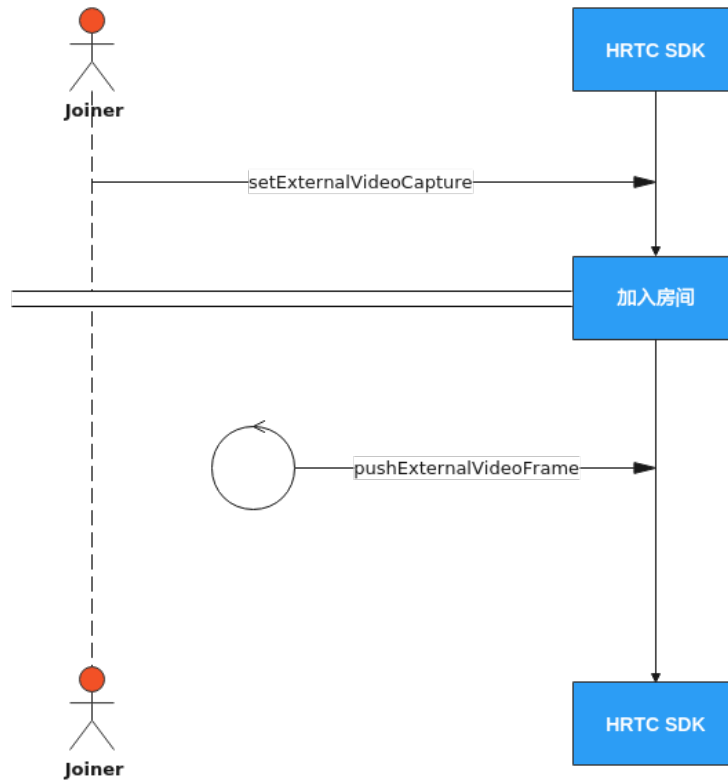 HRTC SDK
Joiner
setExternalVideoCapture
加入房间
pushExternalVideoFrame
HRTC SDK
Joiner